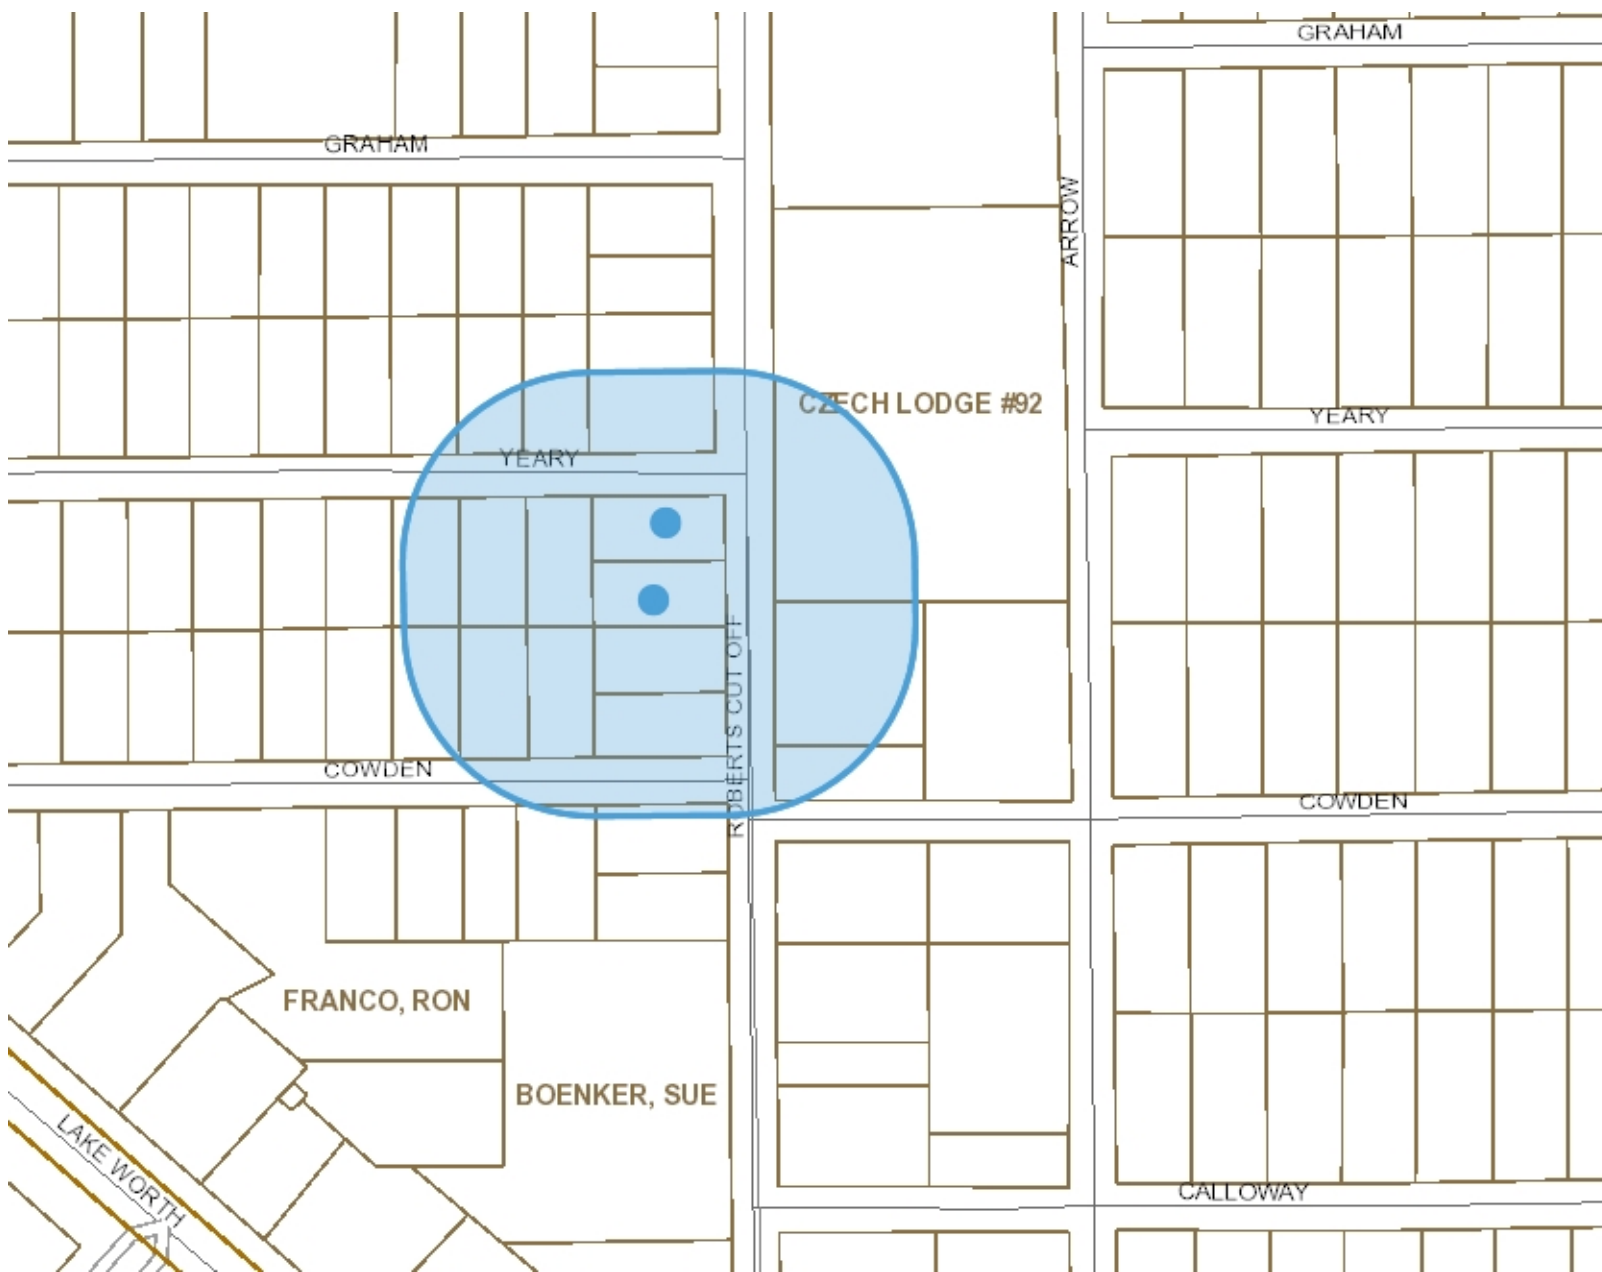 GRAHAM
GRAHAM
ARROW
CZECH LODGE #92
YEARY
YEARY
ROBERTS CUT OFF
COWDEN
COWDEN
FRANCO, RON
BOENKER, SUE
LAKE WORTH
CALLOWAY